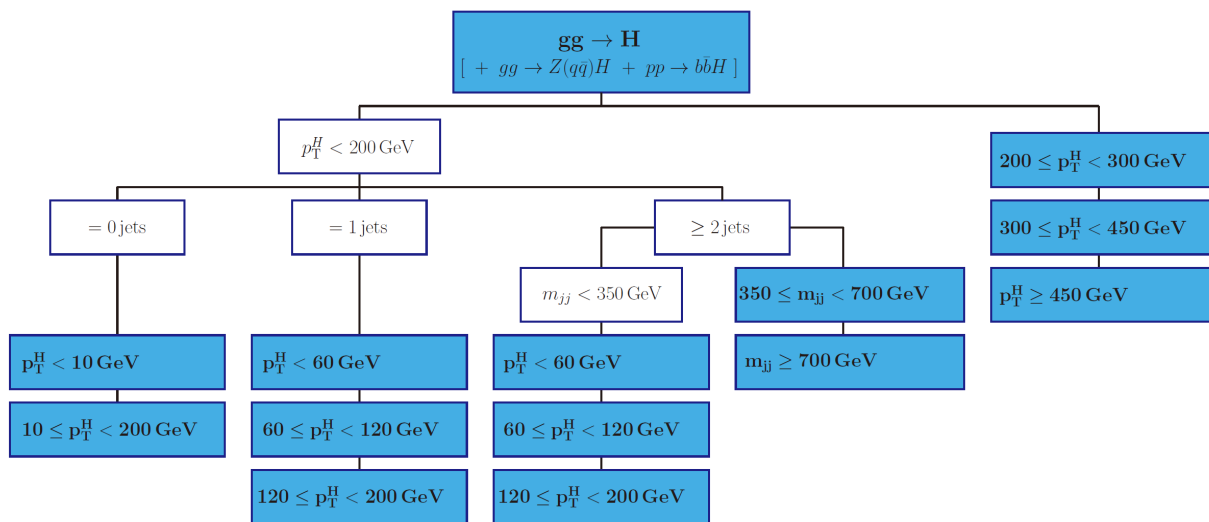 gg → H
[ + gg → Z(qq̄)H + pp → bb̄H ]
p_T^H < 200 GeV
200 ≤ p_T^H < 300 GeV
300 ≤ p_T^H < 450 GeV
p_T^H ≥ 450 GeV
= 0 jets
= 1 jets
≥ 2 jets
m_jj < 350 GeV
350 ≤ m_jj < 700 GeV
m_jj ≥ 700 GeV
p_T^H < 10 GeV
10 ≤ p_T^H < 200 GeV
p_T^H < 60 GeV
60 ≤ p_T^H < 120 GeV
120 ≤ p_T^H < 200 GeV
p_T^H < 60 GeV
60 ≤ p_T^H < 120 GeV
120 ≤ p_T^H < 200 GeV